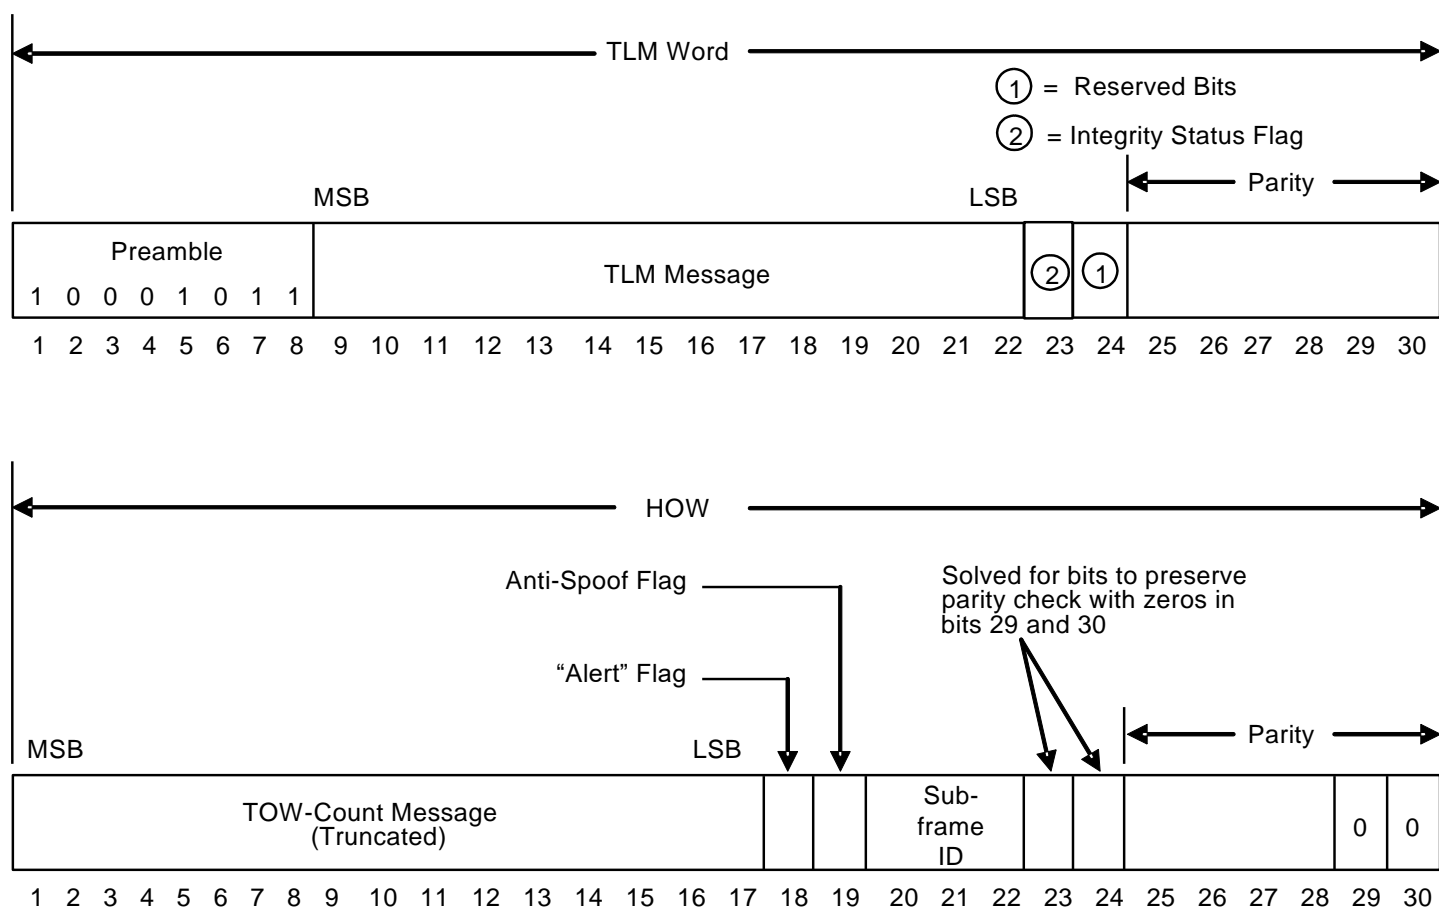 TLM Word
1 = Reserved Bits
2 = Integrity Status Flag
Parity
MSB
LSB
Preamble
1 0 0 0 1 0 1 1
TLM Message
2
1
1 2 3 4 5 6 7 8 9 10 11 12 13 14 15 16 17 18 19 20 21 22 23 24 25 26 27 28 29 30
HOW
Anti-Spoof Flag
Solved for bits to preserve
parity check with zeros in
bits 29 and 30
“Alert” Flag
Parity
MSB
LSB
TOW-Count Message
(Truncated)
Sub-
frame
ID
0 0
1 2 3 4 5 6 7 8 9 10 11 12 13 14 15 16 17 18 19 20 21 22 23 24 25 26 27 28 29 30